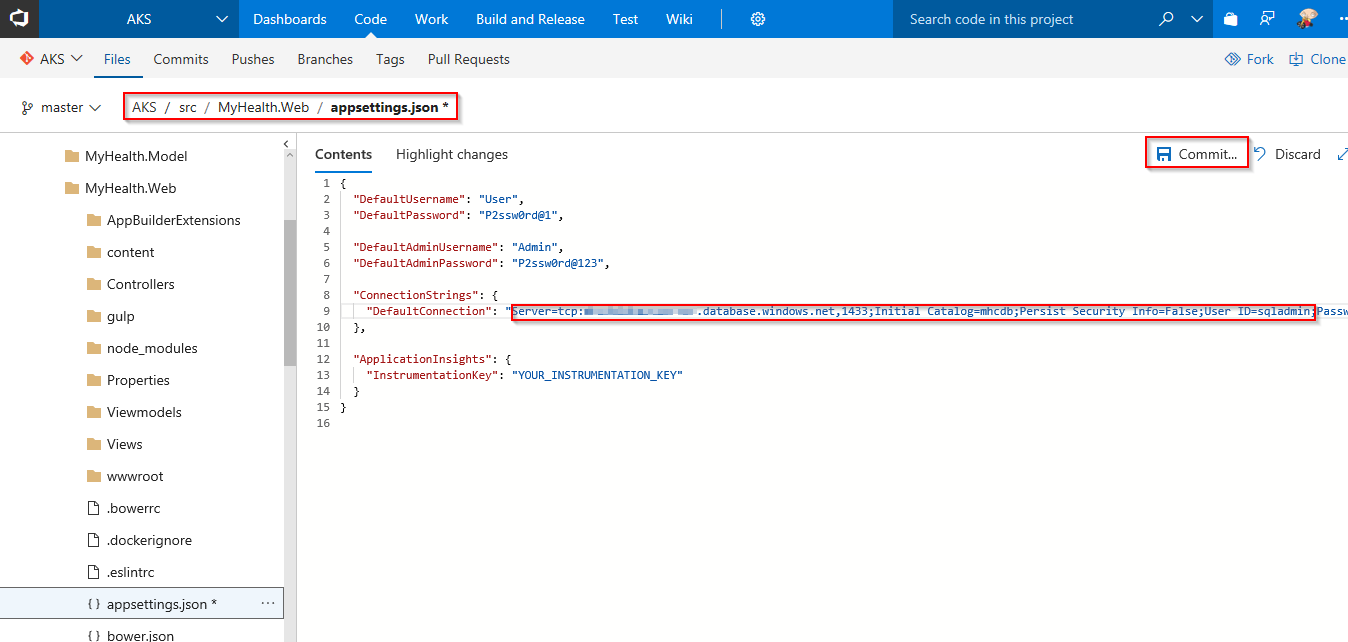 AKS Dashboards Code Work Build and Release Test Wiki Search code in this project
AKS Files Commits Pushes Branches Tags Pull Requests Fork Clone
master AKS / src / MyHealth.Web / appsettings.json *
Contents Highlight changes Commit... Discard
MyHealth.Model
MyHealth.Web
AppBuilderExtensions
content
Controllers
gulp
node_modules
Properties
Viewmodels
Views
wwwroot
.bowerrc
.dockerignore
.eslintrc
{ } appsettings.json * ...
{ } bower.json
1 {
2 "DefaultUsername": "User",
3 "DefaultPassword": "P2ssw0rd@1",
4
5 "DefaultAdminUsername": "Admin",
6 "DefaultAdminPassword": "P2ssw0rd@123",
7
8 "ConnectionStrings": {
9 "DefaultConnection": "Server=tcp: .database.windows.net,1433;Initial Catalog=mhcdb;Persist Security Info=False;User ID=sqladmin;Passw
10 },
11
12 "ApplicationInsights": {
13 "InstrumentationKey": "YOUR_INSTRUMENTATION_KEY"
14 }
15 }
16